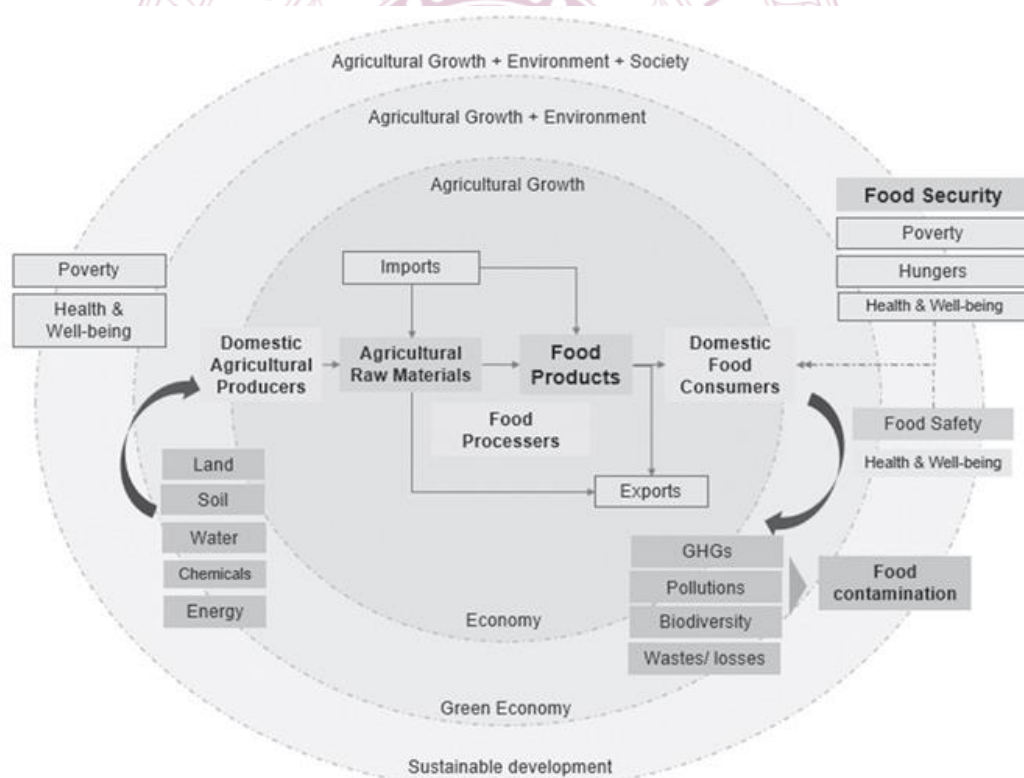 Agricultural Growth + Environment + Society
Agricultural Growth + Environment
Agricultural Growth
Food Security
Poverty
Hungers
Health & Well-being
Poverty
Health &
Well-being
Imports
Domestic
Agricultural
Producers
Agricultural
Raw Materials
Food
Products
Domestic
Food
Consumers
Food
Processers
Exports
Food Safety
Health & Well-being
Land
Soil
Water
Chemicals
Energy
GHGs
Pollutions
Biodiversity
Wastes/ losses
Food
contamination
Economy
Green Economy
Sustainable development